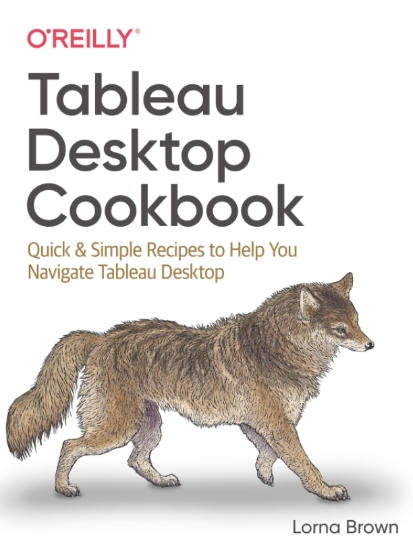 O'REILLY®
Tableau
Desktop
Cookbook
Quick & Simple Recipes to Help You
Navigate Tableau Desktop
Lorna Brown